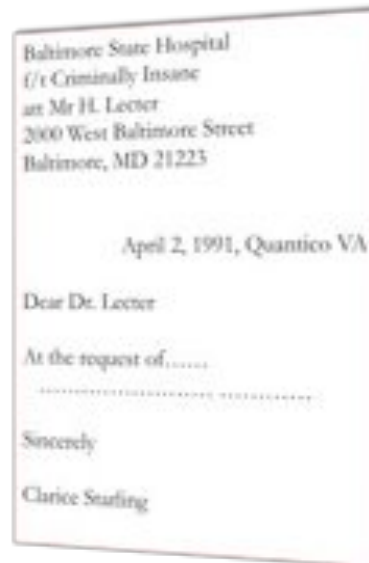 Baltimore State Hospital
f/t Criminally Insane
att Mr H. Lecter
2000 West Baltimore Street
Baltimore, MD 21223
April 2, 1991, Quantico VA
Dear Dr. Lecter
At the request of......
........................ .............
Sincerely
Clarice Starling